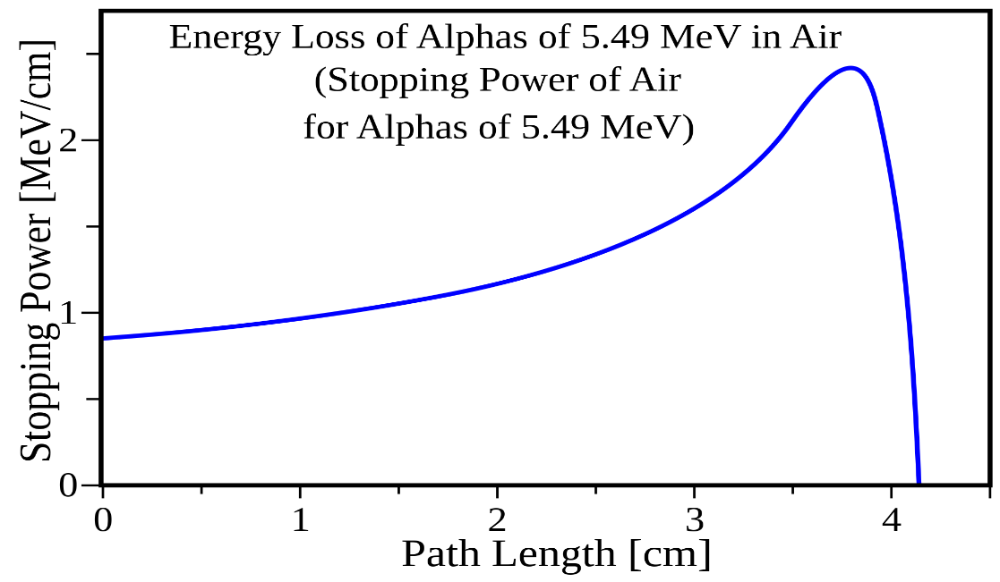 Energy Loss of Alphas of 5.49 MeV in Air
(Stopping Power of Air
for Alphas of 5.49 MeV)
Stopping Power [MeV/cm]
2
1
0
0 1 2 3 4
Path Length [cm]